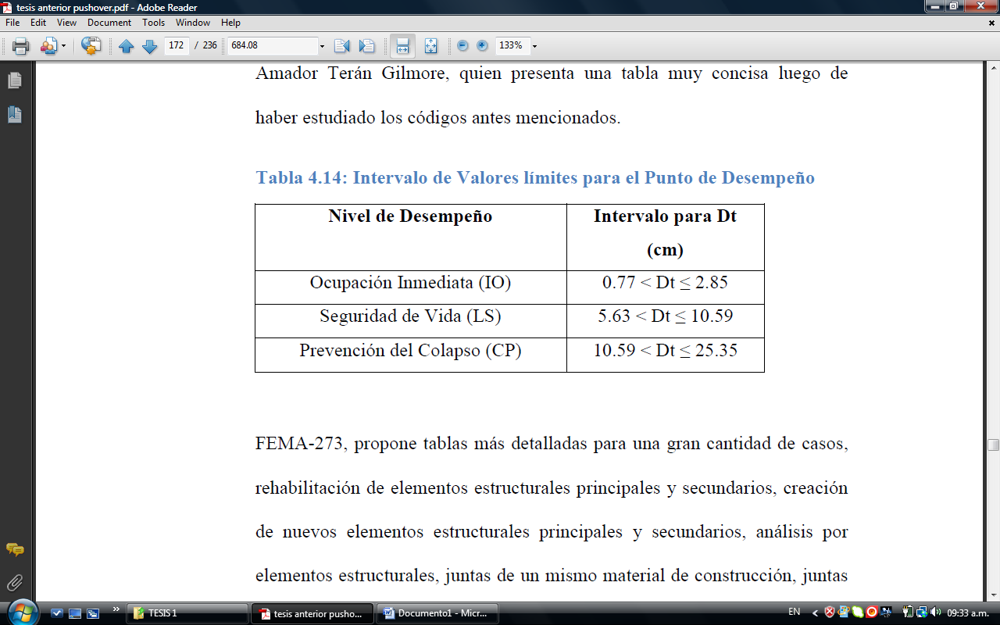 tesis anterior pushover.pdf - Adobe Reader
File Edit View Document Tools Window Help
172 / 236 684.08 133%
Amador Terán Gilmore, quien presenta una tabla muy concisa luego de
haber estudiado los códigos antes mencionados.
Tabla 4.14: Intervalo de Valores límites para el Punto de Desempeño
Nivel de Desempeño Intervalo para Dt
(cm)
Ocupación Inmediata (IO) 0.77 < Dt ≤ 2.85
Seguridad de Vida (LS) 5.63 < Dt ≤ 10.59
Prevención del Colapso (CP) 10.59 < Dt ≤ 25.35
FEMA-273, propone tablas más detalladas para una gran cantidad de casos,
rehabilitación de elementos estructurales principales y secundarios, creación
de nuevos elementos estructurales principales y secundarios, análisis por
elementos estructurales, juntas de un mismo material de construcción, juntas
» TESIS 1 tesis anterior pusho... Documento1 - Micr... EN 09:33 a.m.